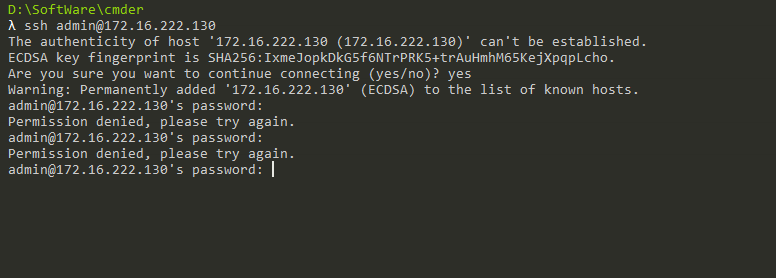 D:\SoftWare\cmder
λ ssh admin@172.16.222.130
The authenticity of host '172.16.222.130 (172.16.222.130)' can't be established.
ECDSA key fingerprint is SHA256:IxmeJopkDkG5f6NTrPRK5+trAuHmhM65KejXpqpLcho.
Are you sure you want to continue connecting (yes/no)? yes
Warning: Permanently added '172.16.222.130' (ECDSA) to the list of known hosts.
admin@172.16.222.130's password:
Permission denied, please try again.
admin@172.16.222.130's password:
Permission denied, please try again.
admin@172.16.222.130's password: